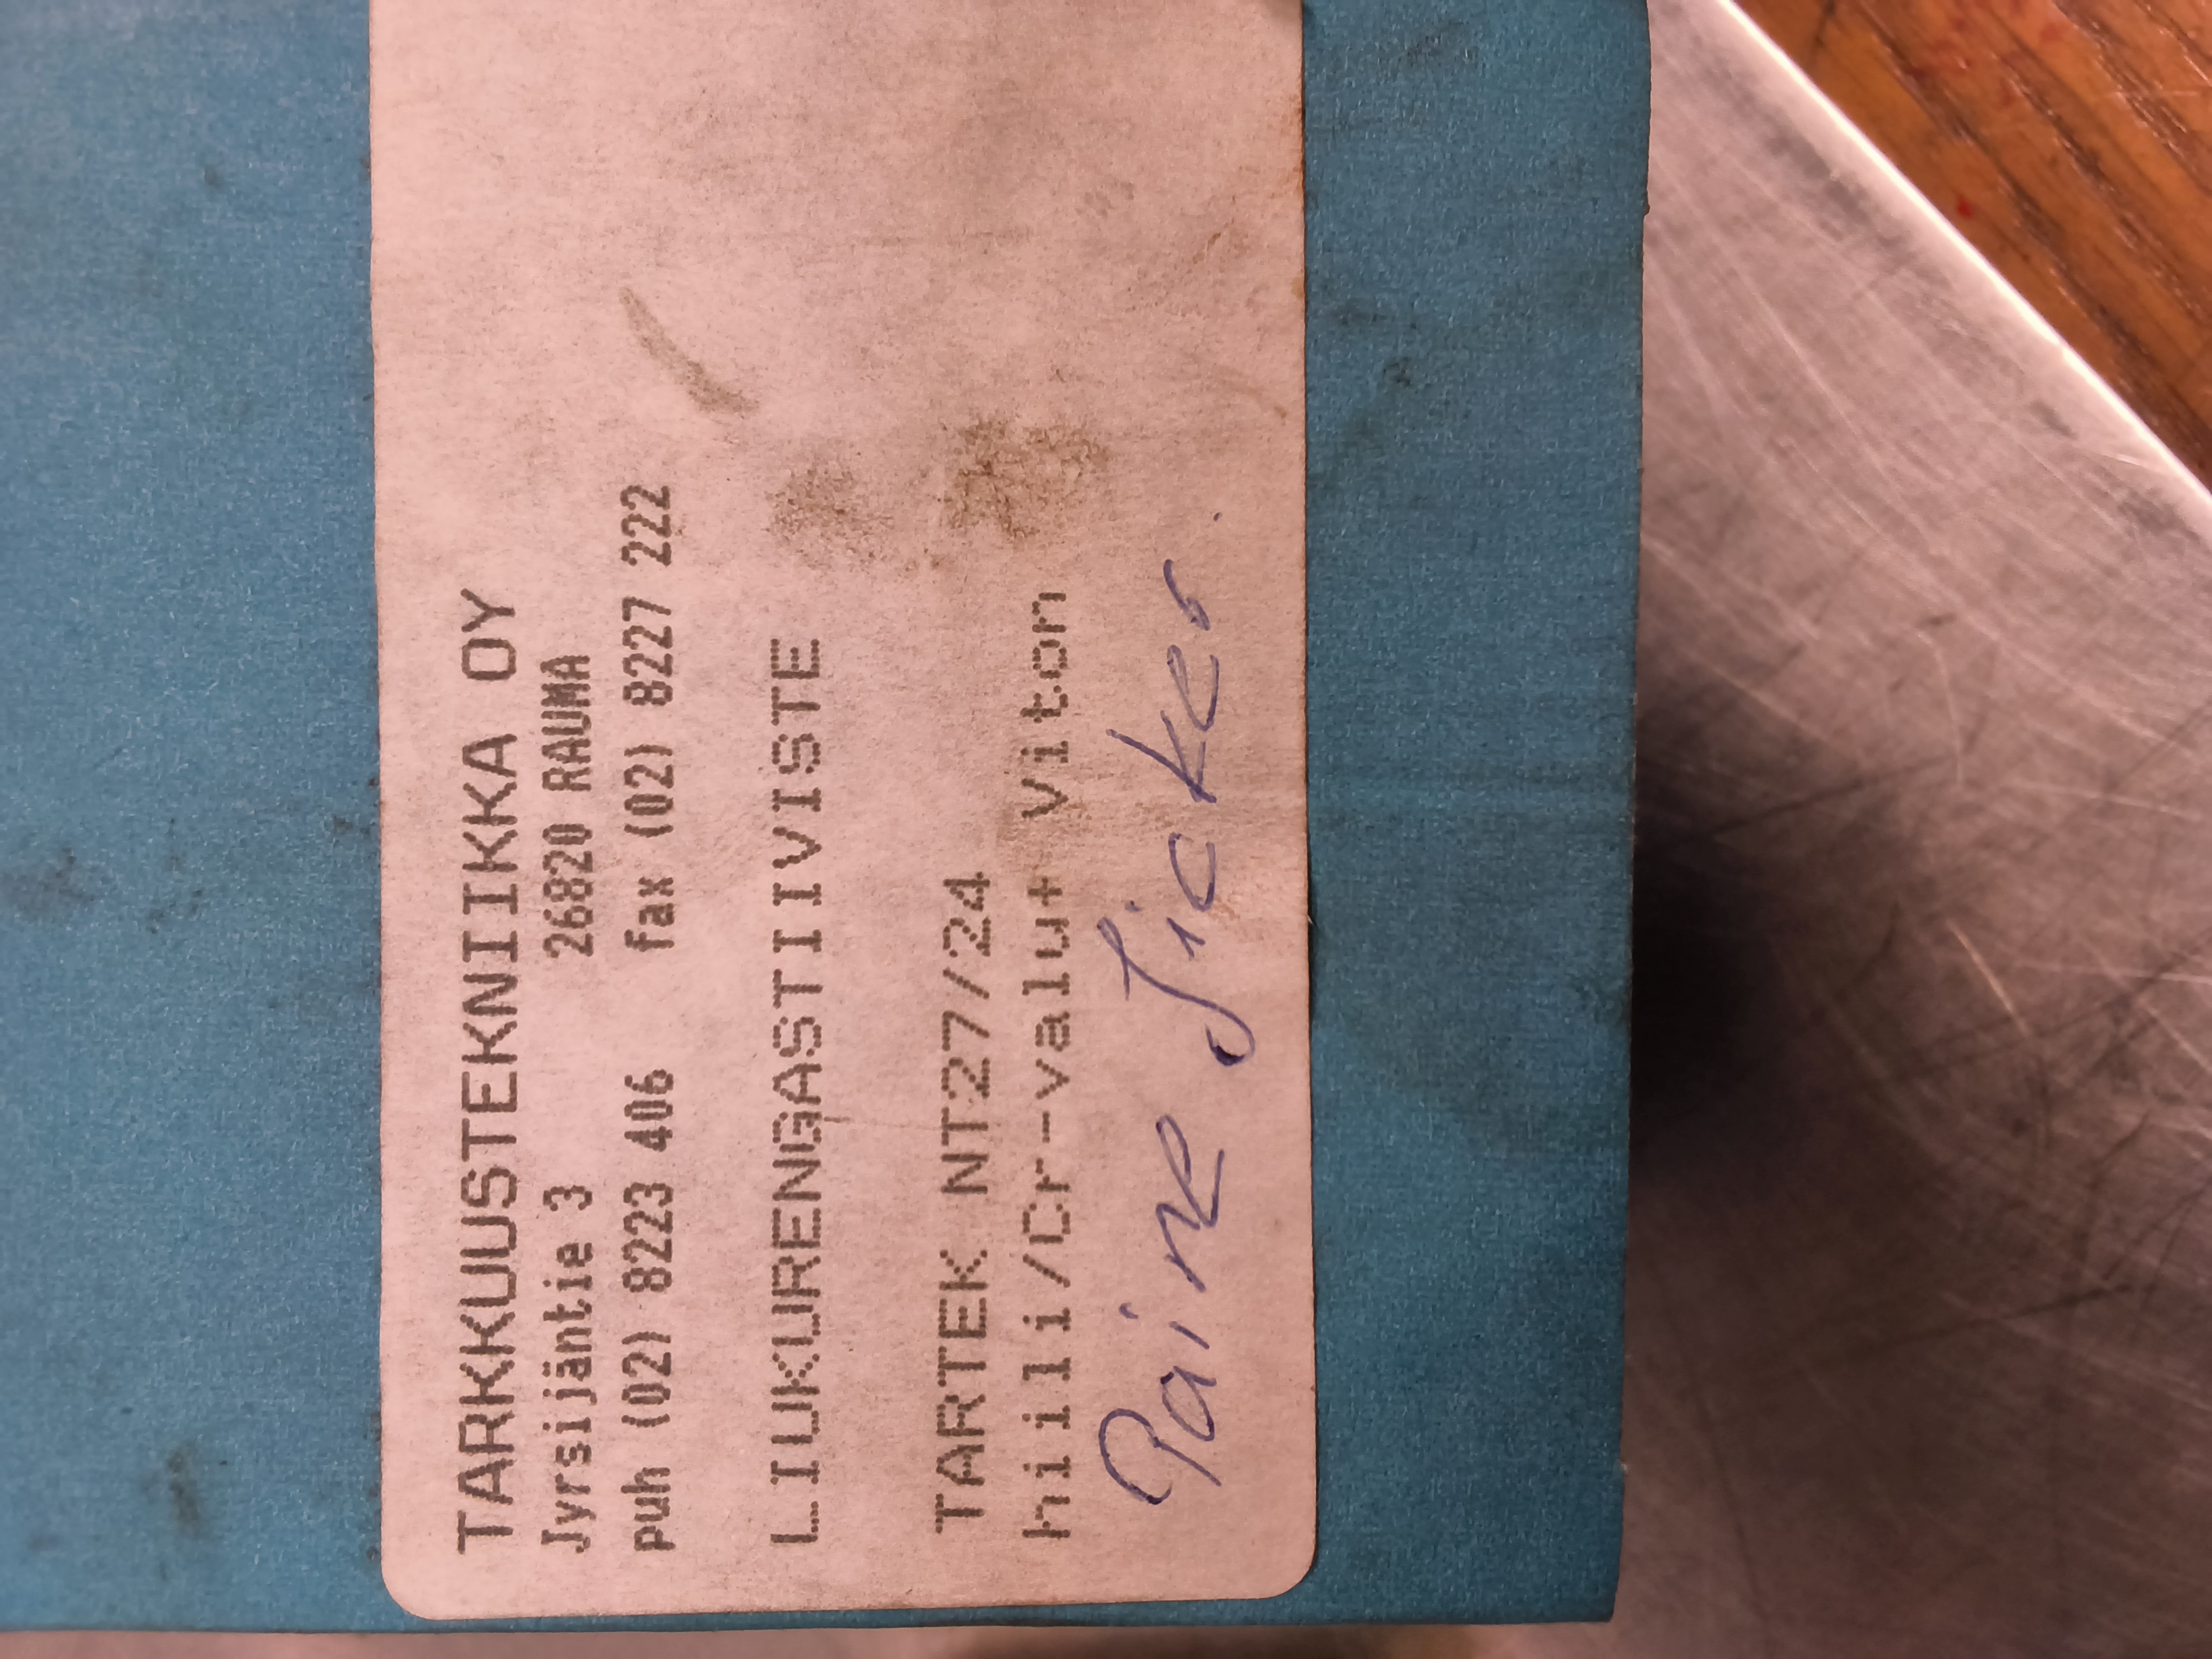 TARKKUUSTEKNIIKKA OY
Jyrsijäntie 3 26820 RAUMA
puh (02) 8223 406 fax (02) 8227 222
LIUKURENGASTIIVISTE
TARTEK NT27/24
hiili/Cr-valu+ Viton
Paine Jicker